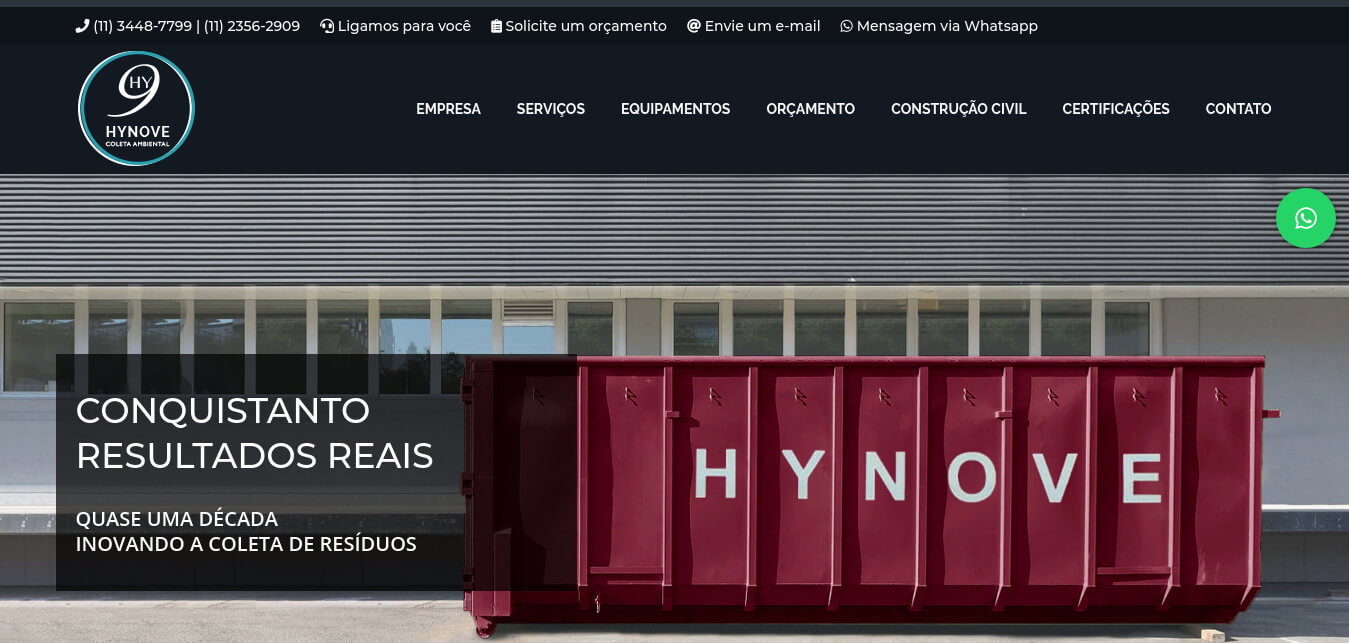 (11) 3448-7799 | (11) 2356-2909 Ligamos para você Solicite um orçamento Envie um e-mail Mensagem via Whatsapp
HY
9
HYNOVE
COLETA AMBIENTAL
EMPRESA SERVIÇOS EQUIPAMENTOS ORÇAMENTO CONSTRUÇÃO CIVIL CERTIFICAÇÕES CONTATO
CONQUISTANTO
RESULTADOS REAIS
QUASE UMA DÉCADA
INOVANDO A COLETA DE RESÍDUOS
HYNOVE